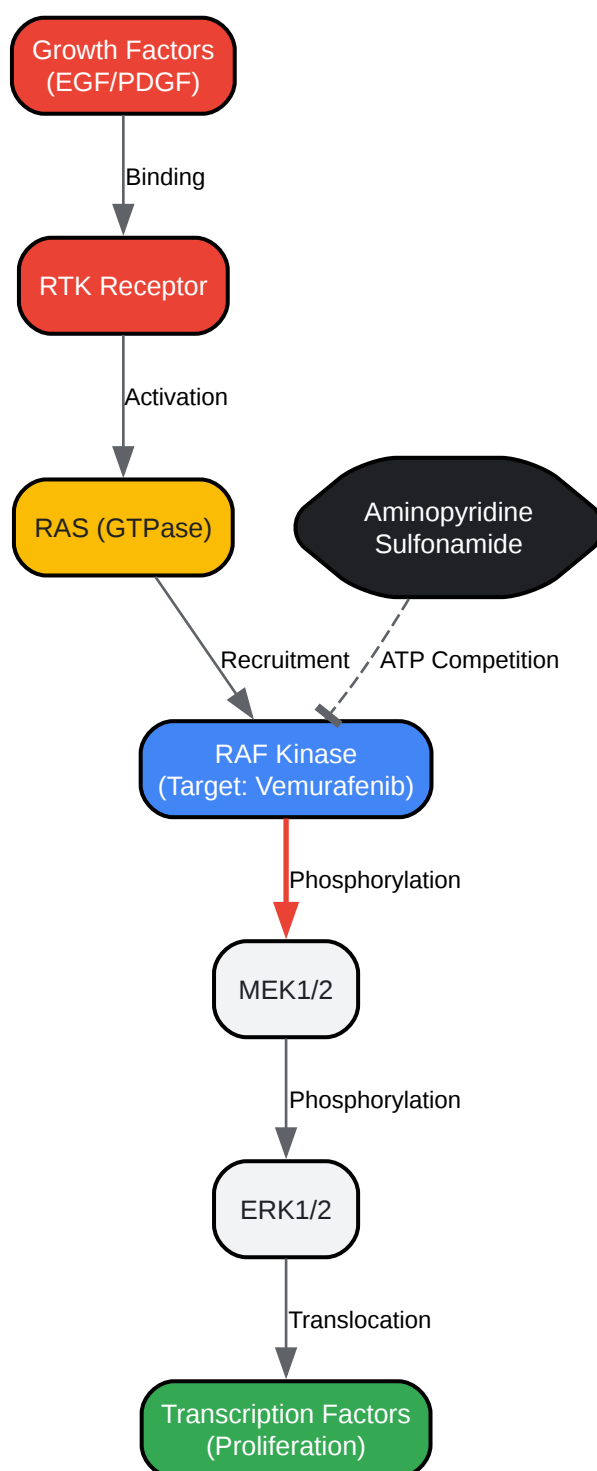 Growth Factors
(EGF/PDGF)
Binding
RTK Receptor
Activation
RAS (GTPase)
Aminopyridine
Sulfonamide
Recruitment
ATP Competition
RAF Kinase
(Target: Vemurafenib)
Phosphorylation
MEK1/2
Phosphorylation
ERK1/2
Translocation
Transcription Factors
(Proliferation)